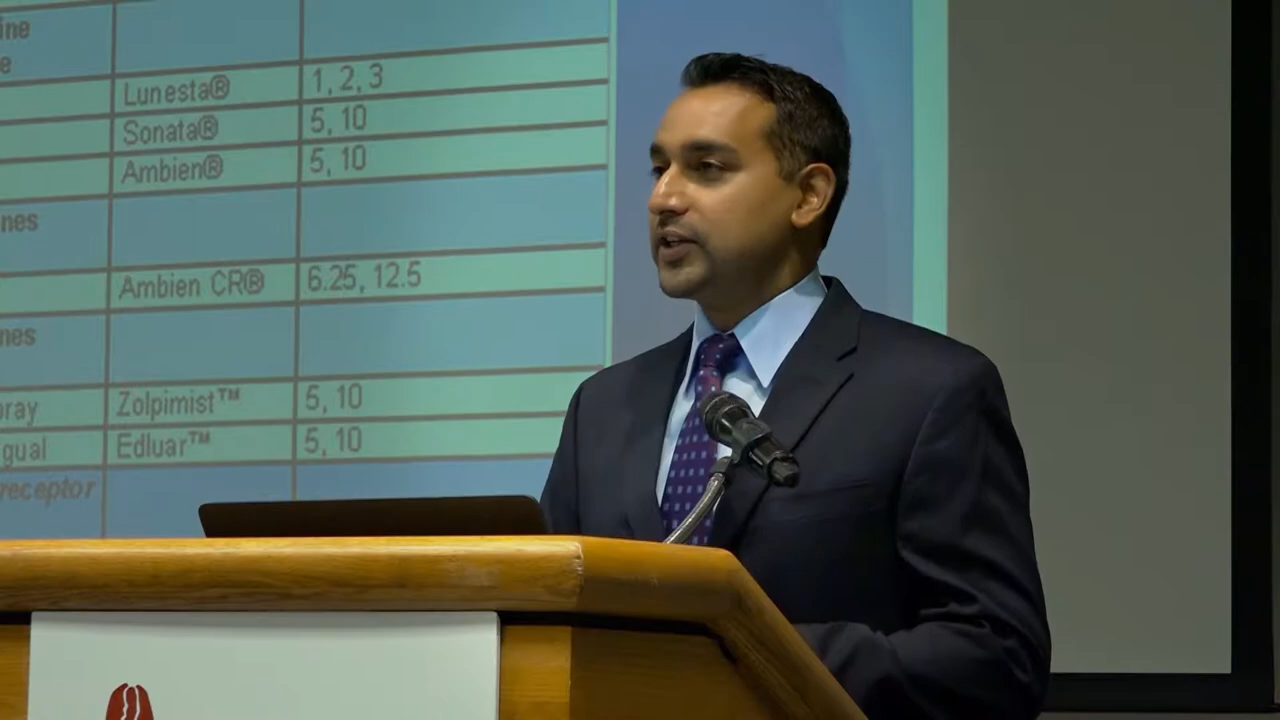 ine
e
Lunesta® 1, 2, 3
Sonata® 5, 10
Ambien® 5, 10
nes
Ambien CR® 6.25, 12.5
nes
oray Zolpimist™ 5, 10
gual Edluar™ 5, 10
receptor